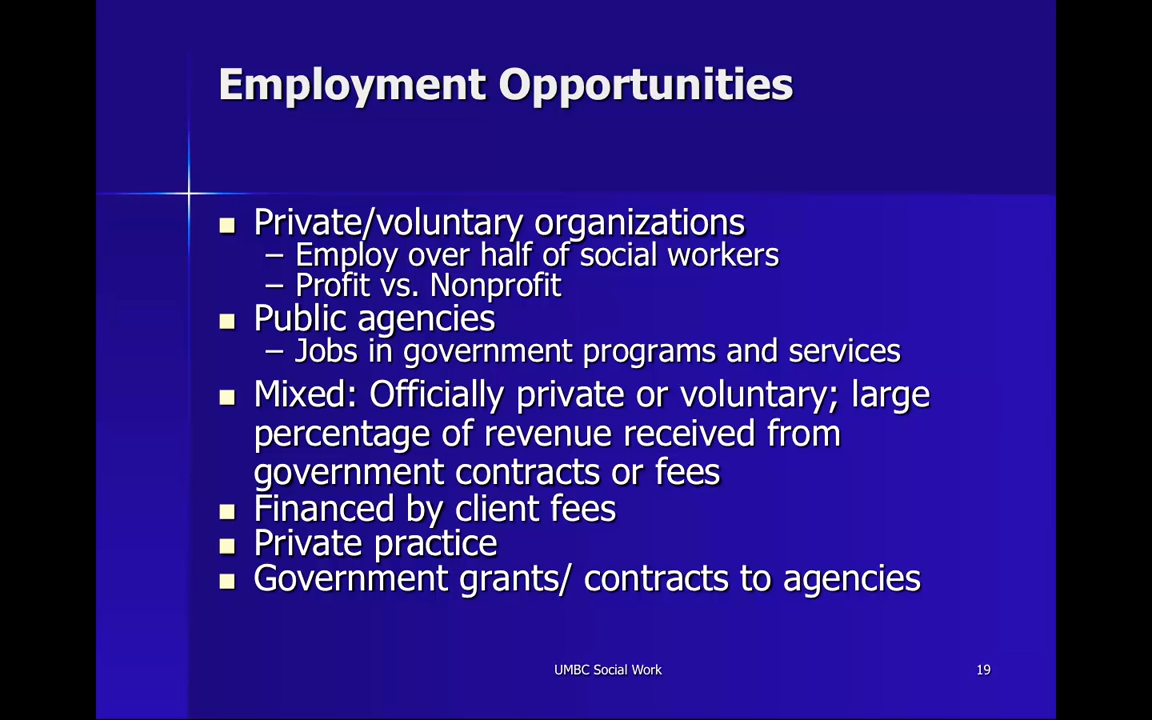 Employment Opportunities
■ Private/voluntary organizations
– Employ over half of social workers
– Profit vs. Nonprofit
■ Public agencies
– Jobs in government programs and services
■ Mixed: Officially private or voluntary; large
percentage of revenue received from
government contracts or fees
■ Financed by client fees
■ Private practice
■ Government grants/ contracts to agencies
UMBC Social Work
19